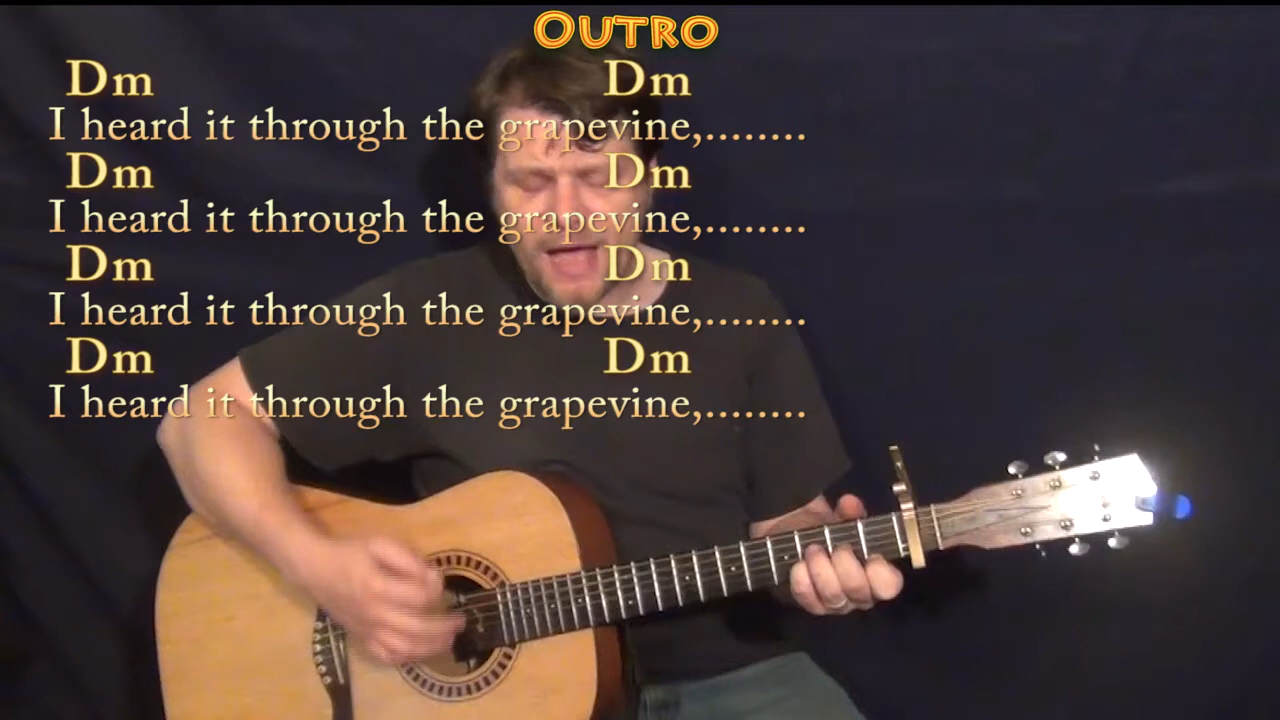 OUTRO
Dm Dm
I heard it through the grapevine,........
Dm Dm
I heard it through the grapevine,........
Dm Dm
I heard it through the grapevine,........
Dm Dm
I heard it through the grapevine,........